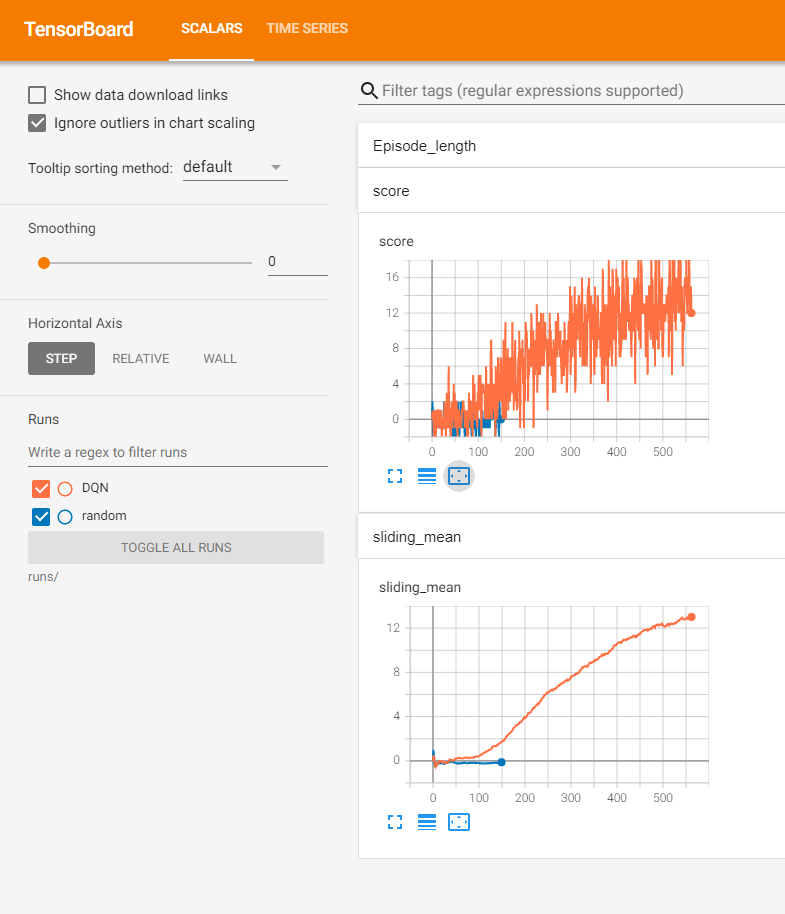 TensorBoard SCALARS TIME SERIES
Show data download links
Ignore outliers in chart scaling
Tooltip sorting method: default
Smoothing
0
Horizontal Axis
STEP RELATIVE WALL
Runs
Write a regex to filter runs
DQN
random
TOGGLE ALL RUNS
runs/
Filter tags (regular expressions supported)
Episode_length
score
score
16
12
8
4
0
0 100 200 300 400 500
sliding_mean
sliding_mean
12
8
4
0
0 100 200 300 400 500